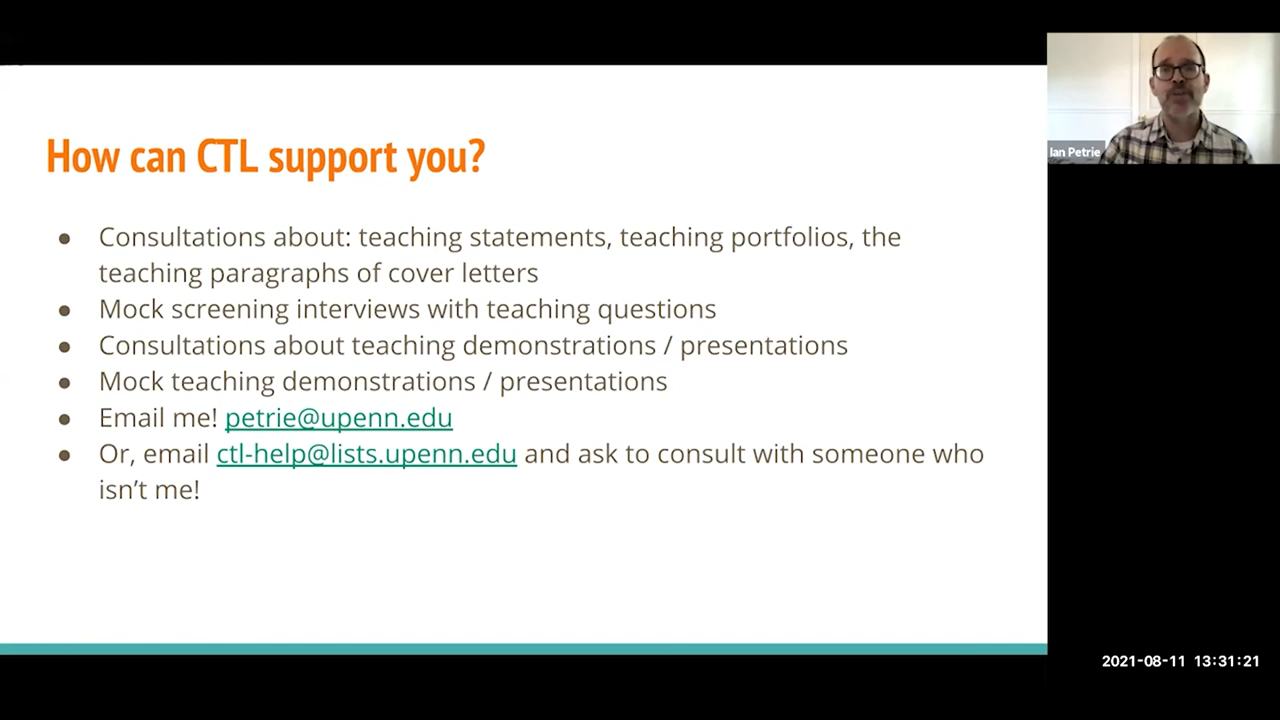 How can CTL support you?
● Consultations about: teaching statements, teaching portfolios, the
teaching paragraphs of cover letters
● Mock screening interviews with teaching questions
● Consultations about teaching demonstrations / presentations
● Mock teaching demonstrations / presentations
● Email me! petrie@upenn.edu
● Or, email ctl-help@lists.upenn.edu and ask to consult with someone who
isn’t me!
Ian Petrie
2021-08-11 13:31:21